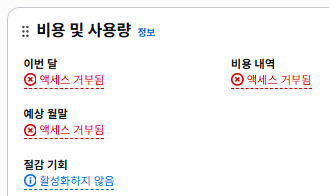 비용 및 사용량 정보
이번 달
액세스 거부됨
비용 내역
액세스 거부됨
예상 월말
액세스 거부됨
절감 기회
활성화하지 않음